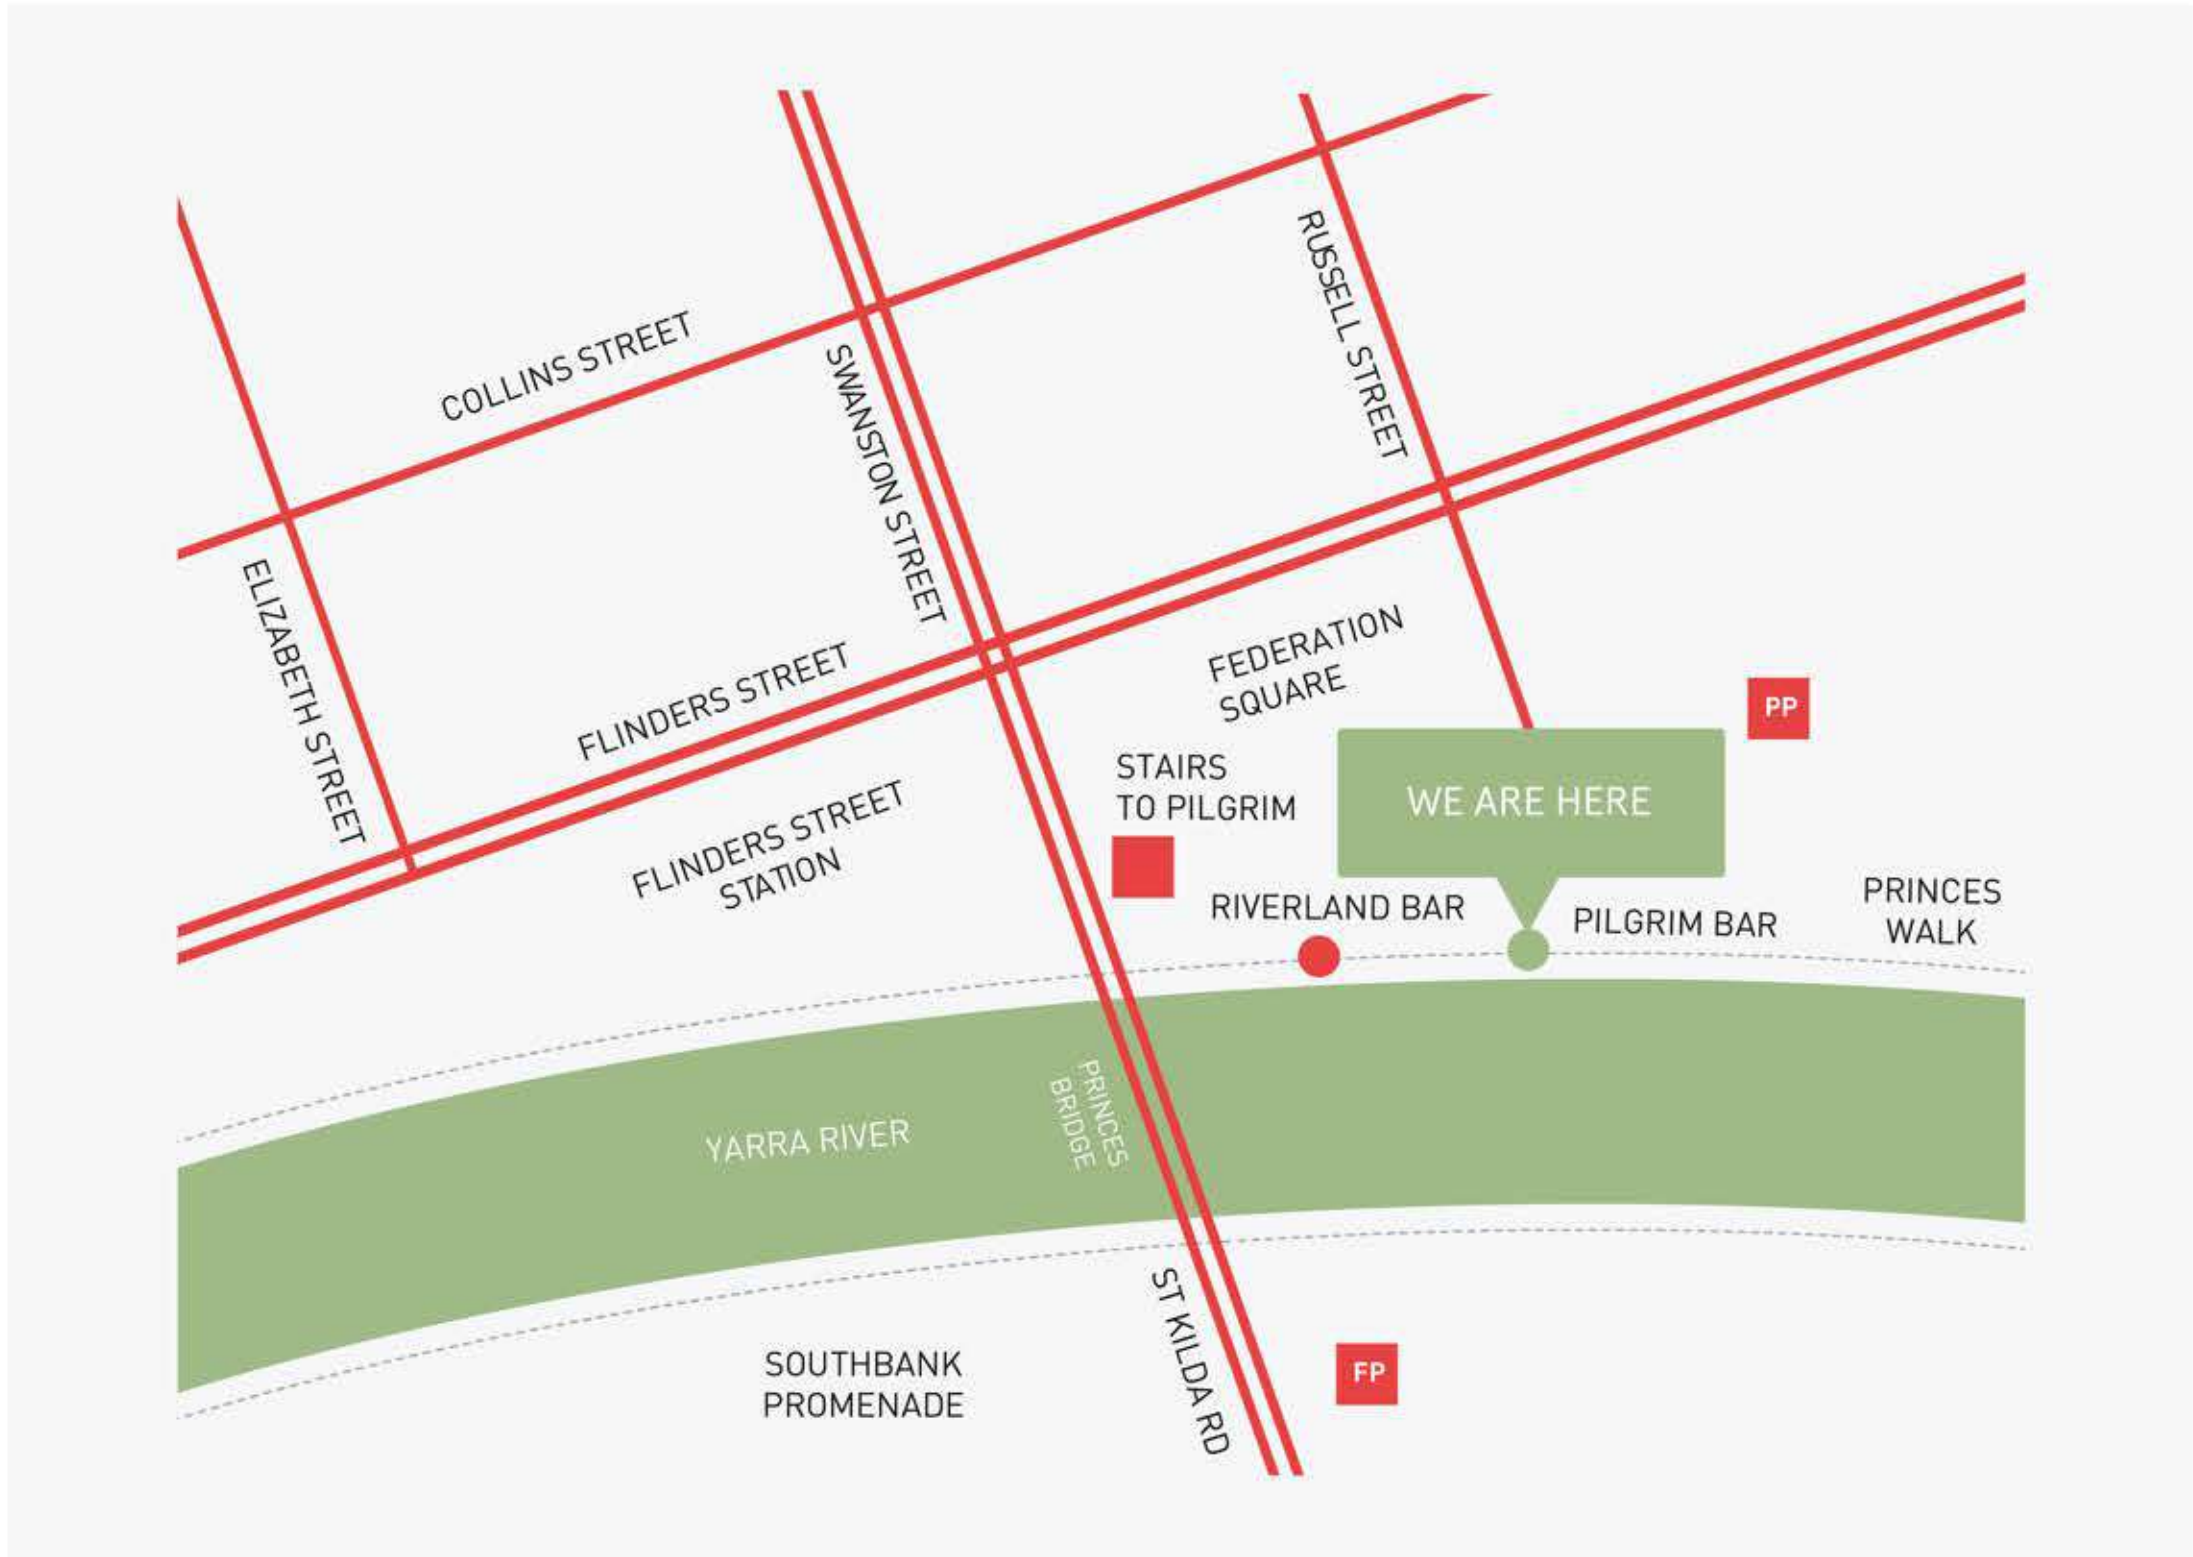 RUSSELL STREET
COLLINS STREET
SWANSTON STREET
ELIZABETH STREET
FLINDERS STREET
FEDERATION
SQUARE
PP
STAIRS
TO PILGRIM
WE ARE HERE
FLINDERS STREET
STATION
RIVERLAND BAR
PILGRIM BAR
PRINCES
WALK
PRINCES
BRIDGE
YARRA RIVER
ST KILDA RD
SOUTHBANK
PROMENADE
FP